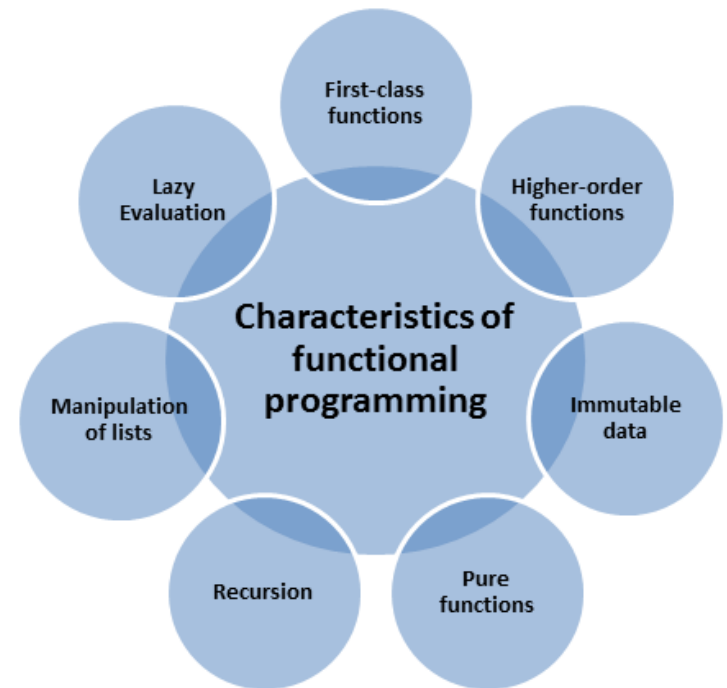 First-class
functions
Higher-order
functions
Immutable
data
Pure
functions
Recursion
Manipulation
of lists
Lazy
Evaluation
Characteristics of
functional
programming